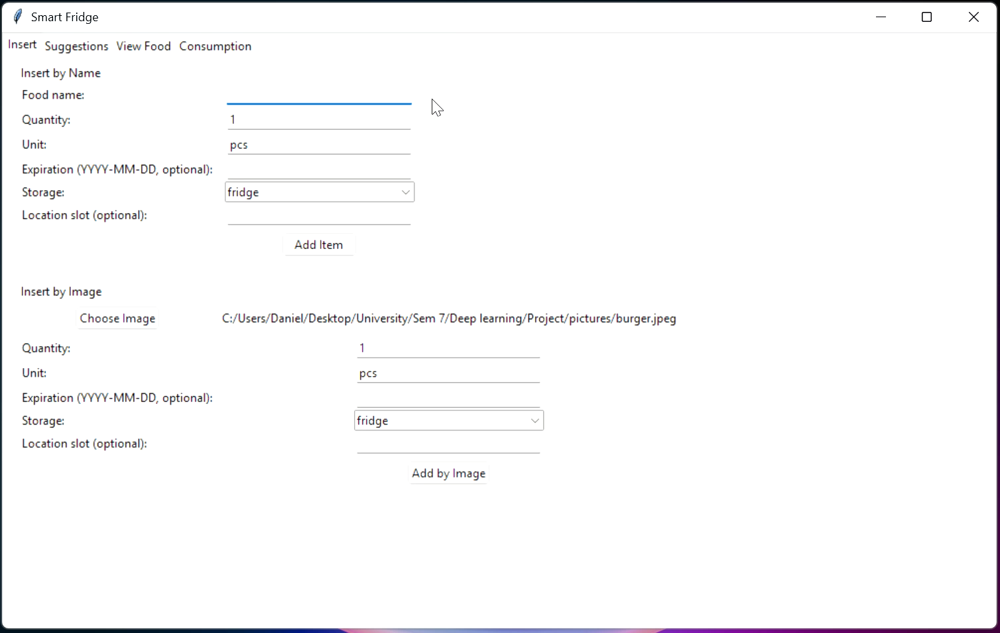 Smart Fridge
Insert Suggestions View Food Consumption
Insert by Name
Food name:
Quantity: 1
Unit: pcs
Expiration (YYYY-MM-DD, optional):
Storage: fridge
Location slot (optional):
Add Item
Insert by Image
Choose Image C:/Users/Daniel/Desktop/University/Sem 7/Deep learning/Project/pictures/burger.jpeg
Quantity: 1
Unit: pcs
Expiration (YYYY-MM-DD, optional):
Storage: fridge
Location slot (optional):
Add by Image